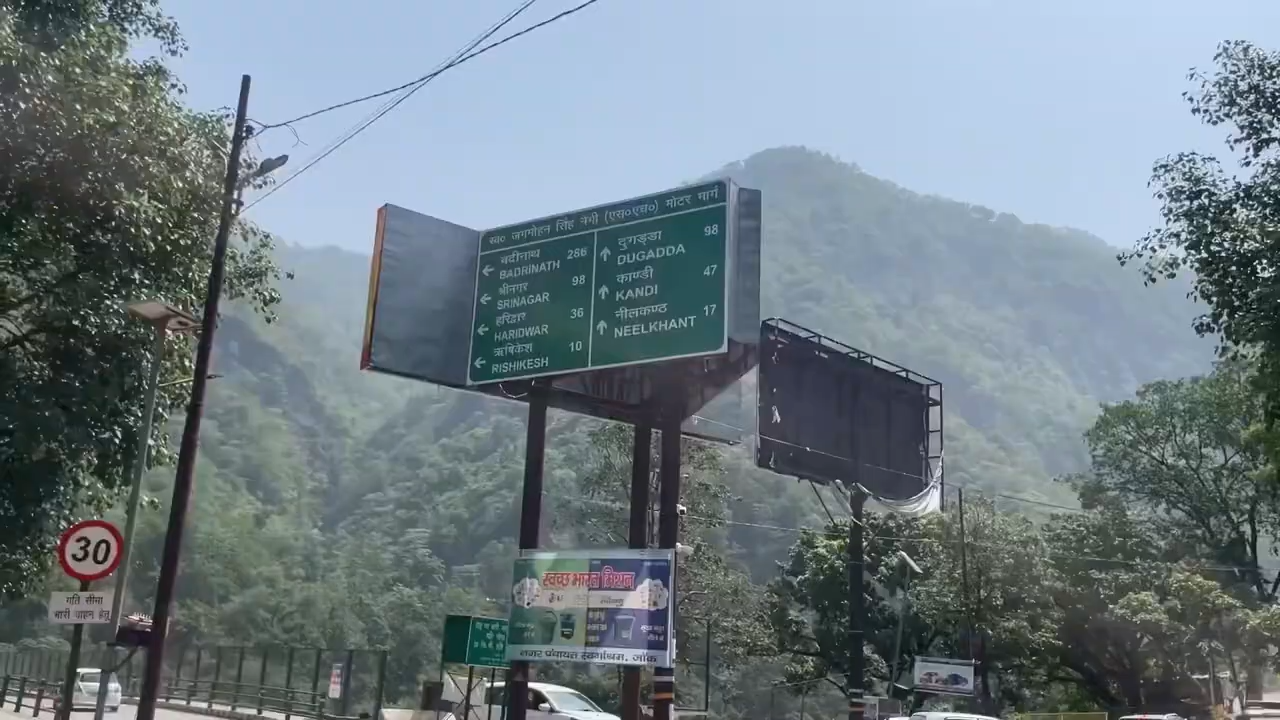 स्व० जगमोहन सिंह नेगी (एस०एस०) मोटर मार्ग
बदीनाथ 286
BADRINATH
श्रीनगर 98
SRINAGAR
हरिद्वार 36
HARIDWAR
ऋषिकेश 10
RISHIKESH
दुगड्डा 98
DUGADDA
काण्डी 47
KANDI
नीलकण्ठ 17
NEELKHANT
30
गति सीमा
भारी वाहन हेतु
स्वच्छ भारत मिशन
नगर पंचायत स्वर्गाश्रम, जौंक